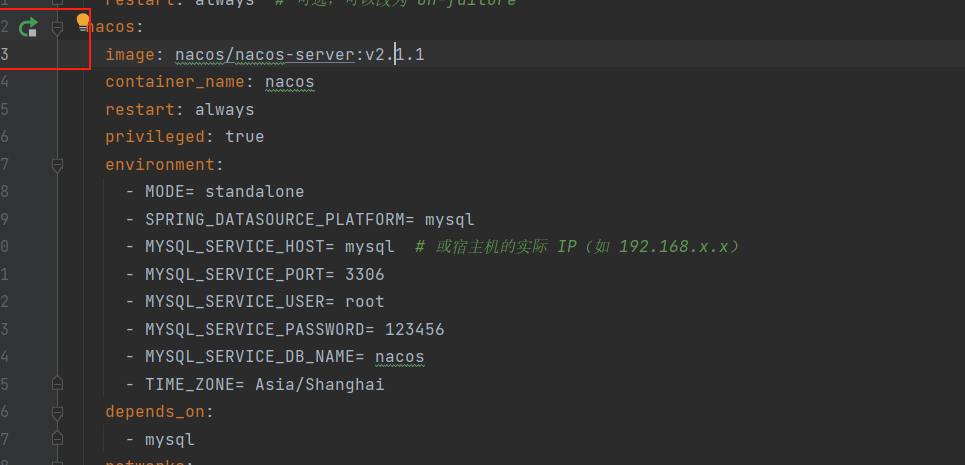 restart: always # 可选，可以改为 on-failure
2 nacos:
3 image: nacos/nacos-server:v2.1.1
4 container_name: nacos
5 restart: always
6 privileged: true
7 environment:
8 - MODE= standalone
9 - SPRING_DATASOURCE_PLATFORM= mysql
0 - MYSQL_SERVICE_HOST= mysql # 或宿主机的实际 IP（如 192.168.x.x）
1 - MYSQL_SERVICE_PORT= 3306
2 - MYSQL_SERVICE_USER= root
3 - MYSQL_SERVICE_PASSWORD= 123456
4 - MYSQL_SERVICE_DB_NAME= nacos
5 - TIME_ZONE= Asia/Shanghai
6 depends_on:
7 - mysql
8 networks: